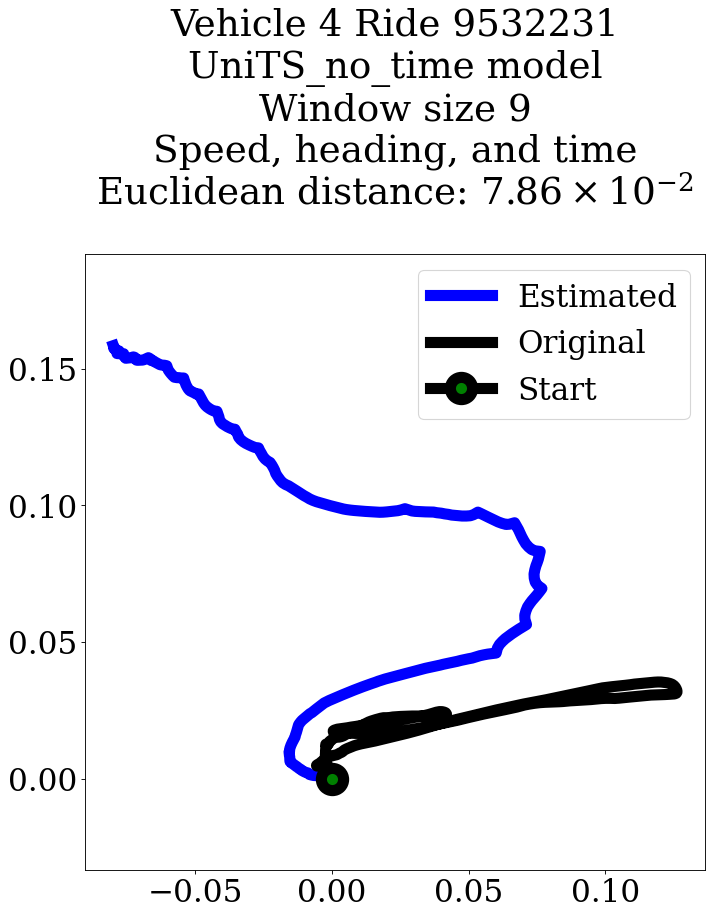 Vehicle 4 Ride 9532231
UniTS_no_time model
Window size 9
Speed, heading, and time
Euclidean distance: 7.86 × 10⁻²
Estimated
Original
Start
0.15
0.10
0.05
0.00
−0.05 0.00 0.05 0.10